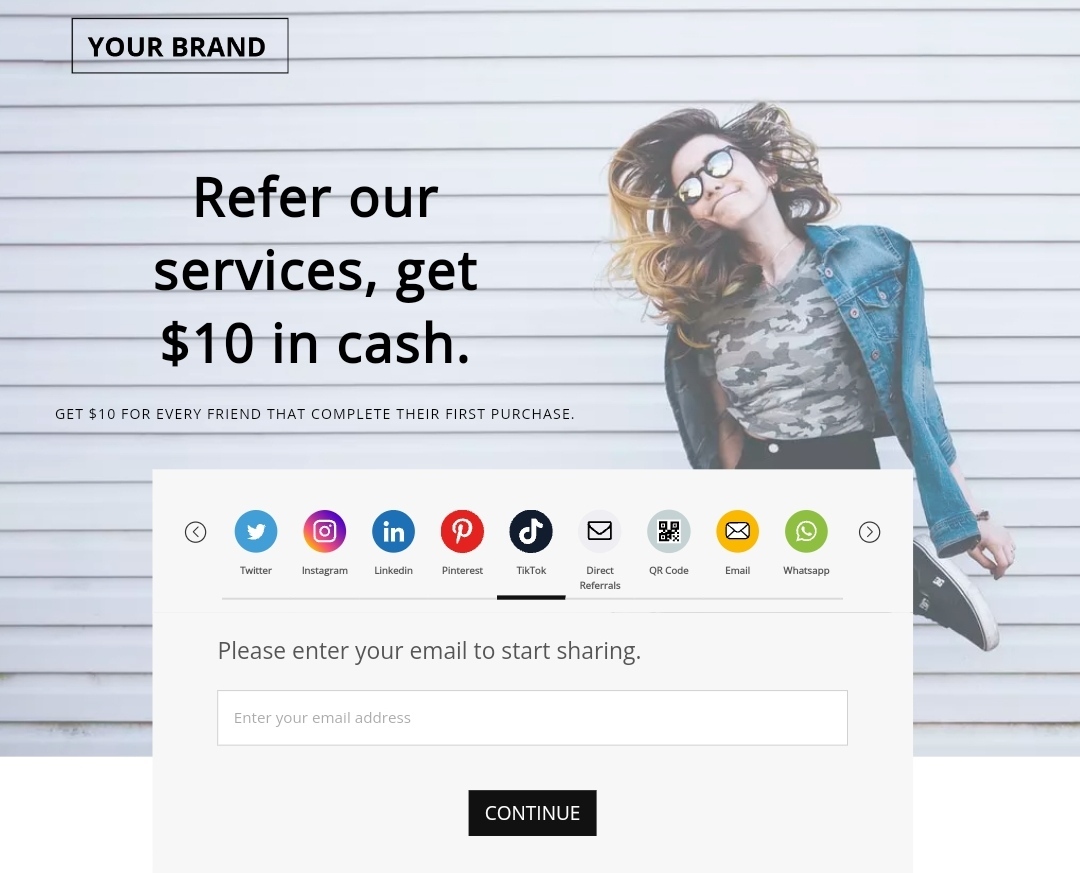 YOUR BRAND
Refer our
services, get
$10 in cash.
GET $10 FOR EVERY FRIEND THAT COMPLETE THEIR FIRST PURCHASE.
Twitter
Instagram
Linkedin
Pinterest
TikTok
Direct
Referrals
QR Code
Email
Whatsapp
Please enter your email to start sharing.
Enter your email address
CONTINUE